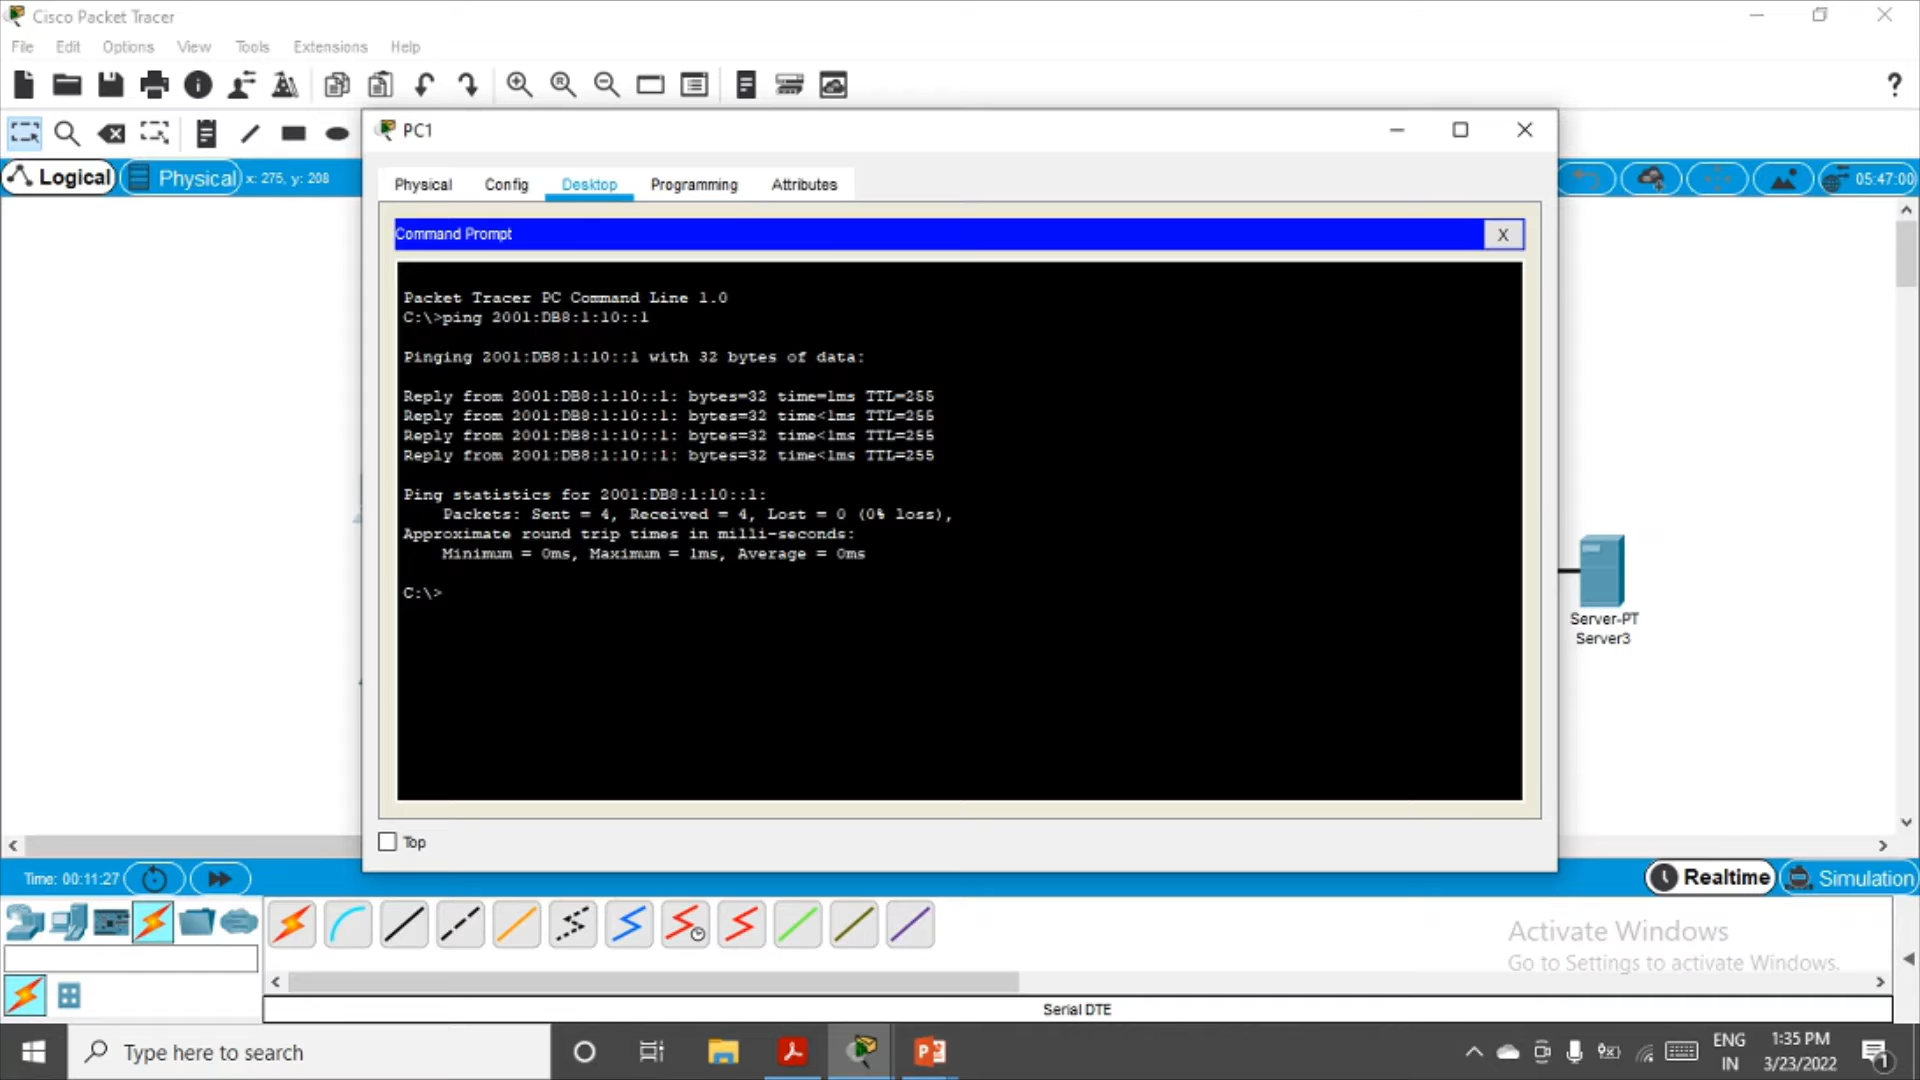 Cisco Packet Tracer
File Edit Options View Tools Extensions Help
?
PC1
Logical Physical x: 275, y: 208 05:47:00
Physical Config Desktop Programming Attributes
Command Prompt X
Packet Tracer PC Command Line 1.0
C:\>ping 2001:DB8:1:10::1
Pinging 2001:DB8:1:10::1 with 32 bytes of data:
Reply from 2001:DB8:1:10::1: bytes=32 time=1ms TTL=255
Reply from 2001:DB8:1:10::1: bytes=32 time<1ms TTL=255
Reply from 2001:DB8:1:10::1: bytes=32 time<1ms TTL=255
Reply from 2001:DB8:1:10::1: bytes=32 time<1ms TTL=255
Ping statistics for 2001:DB8:1:10::1:
Packets: Sent = 4, Received = 4, Lost = 0 (0% loss),
Approximate round trip times in milli-seconds:
Minimum = 0ms, Maximum = 1ms, Average = 0ms
C:\>
Server-PT
Server3
Top
Time: 00:11:27 Realtime Simulation
Activate Windows
Go to Settings to activate Windows.
Serial DTE
Type here to search
ENG
IN
1:35 PM
3/23/2022
1